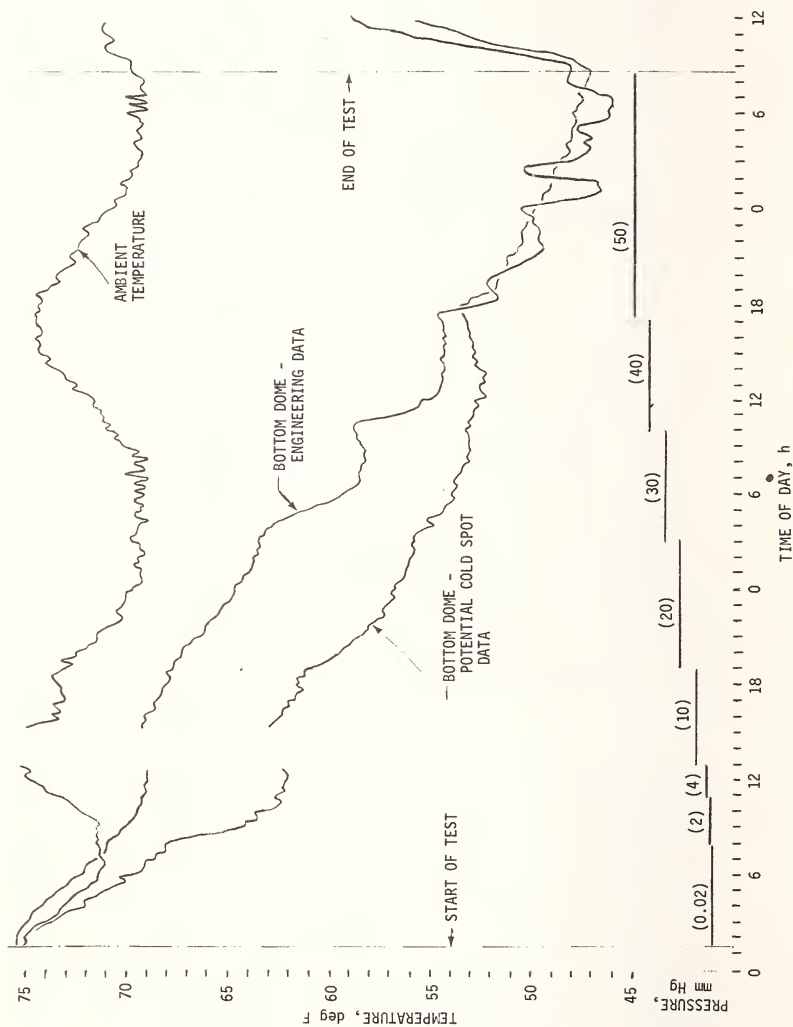 75
70
65
60
55
50
45
TEMPERATURE, deg F
PRESSURE,
mm Hg
AMBIENT
TEMPERATURE
BOTTOM DOME -
ENGINEERING DATA
BOTTOM DOME -
POTENTIAL COLD SPOT
DATA
START OF TEST
END OF TEST
(0.02)
(2)
(4)
(10)
(20)
(30)
(40)
(50)
0
6
12
18
0
6
12
18
0
6
12
TIME OF DAY, h